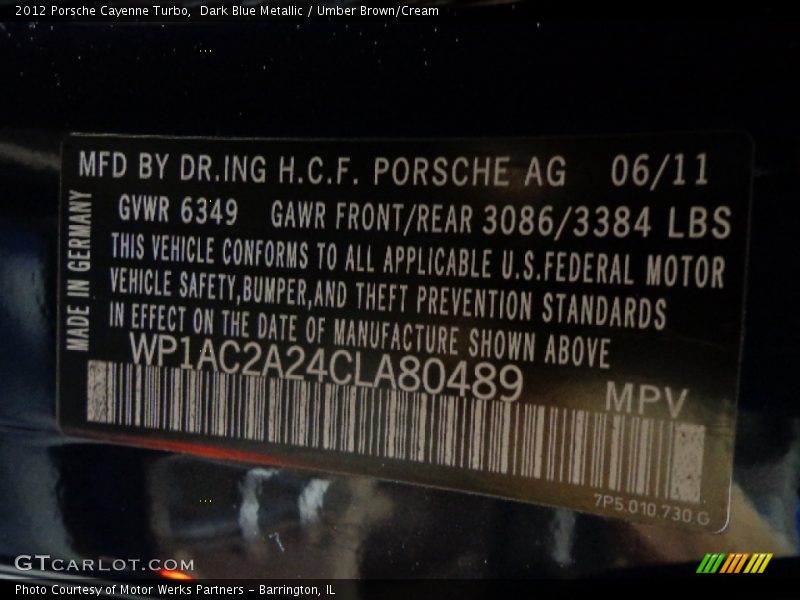 2012 Porsche Cayenne Turbo,  Dark Blue Metallic / Umber Brown/Cream
MFD BY DR.ING H.C.F. PORSCHE AG 06/11
GVWR 6349 GAWR FRONT/REAR 3086/3384 LBS
THIS VEHICLE CONFORMS TO ALL APPLICABLE U.S.FEDERAL MOTOR
VEHICLE SAFETY,BUMPER,AND THEFT PREVENTION STANDARDS
IN EFFECT ON THE DATE OF MANUFACTURE SHOWN ABOVE
MADE IN GERMANY
WP1AC2A24CLA80489
MPV
7P5.010.730.G
GTCARLOT.COM
Photo Courtesy of Motor Werks Partners - Barrington, IL